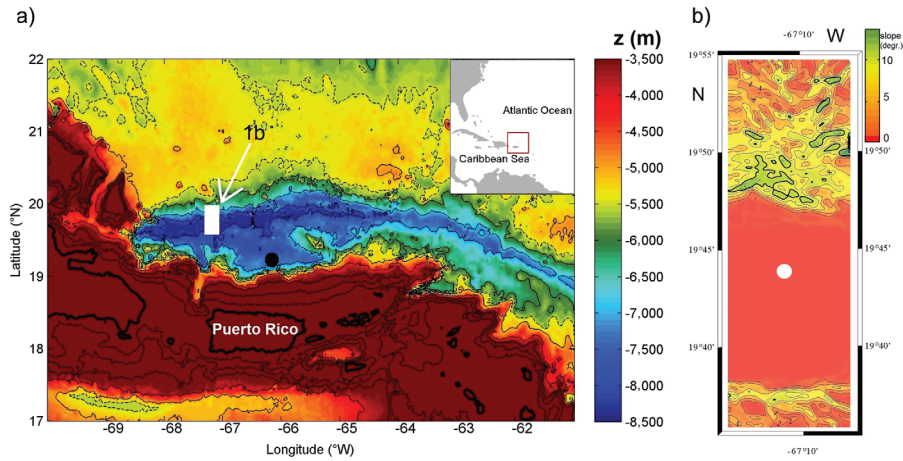 a)
b)
z (m)
22
21
20
19
18
17
Latitude (°N)
-69
-68
-67
-66
-65
-64
-63
-62
Longitude (°W)
1b
Puerto Rico
Atlantic Ocean
Caribbean Sea
-3,500
-4,000
-4,500
-5,000
-5,500
-6,000
-6,500
-7,000
-7,500
-8,000
-8,500
-67°10'
W
N
slope
(degr.)
10
5
0
19°55'
19°50'
19°45'
19°40'
19°50'
19°45'
19°40'
-67°10'